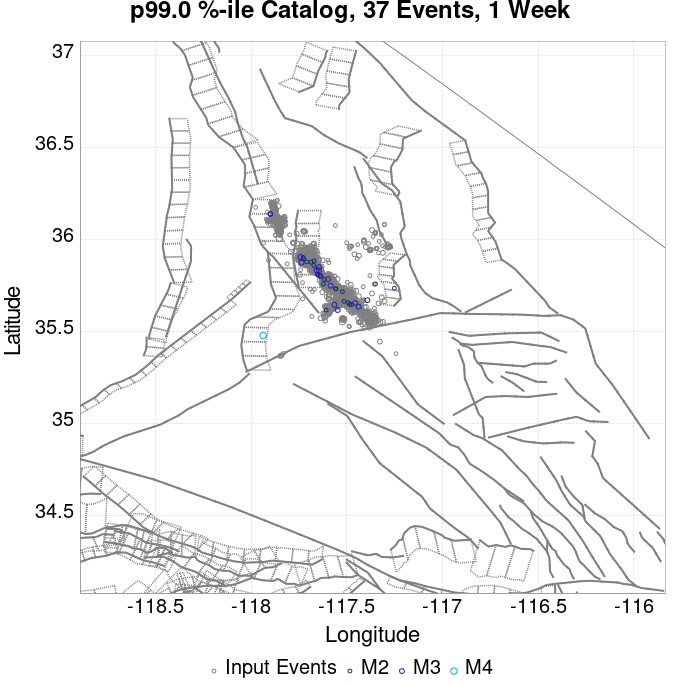 p99.0 %-ile Catalog, 37 Events, 1 Week
37
36.5
36
35.5
35
34.5
Latitude
-118.5 -118 -117.5 -117 -116.5 -116
Longitude
Input Events M2 M3 M4